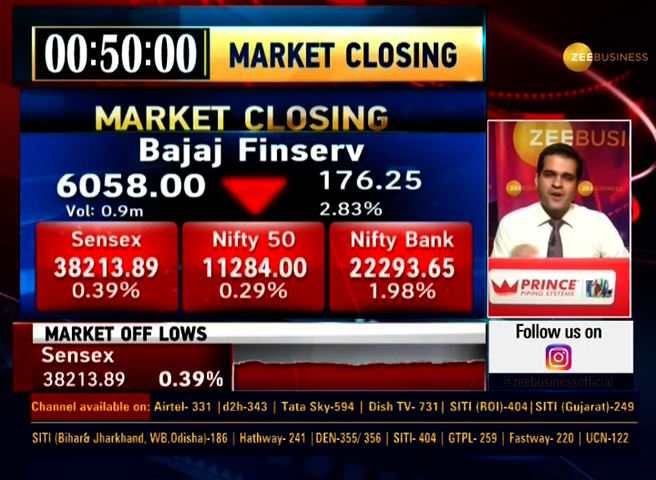 00:50:00 MARKET CLOSING
ZEEBUSINESS
MARKET CLOSING
Bajaj Finserv
6058.00 176.25
Vol: 0.9m 2.83%
Sensex Nifty 50 Nifty Bank
38213.89 11284.00 22293.65
0.39% 0.29% 1.98%
ZEEBUSI
PRINCE
PIPING SYSTEMS
MARKET OFF LOWS
Sensex
38213.89 0.39%
Follow us on
@zeebusinessofficial
Channel available on: Airtel- 331 |d2h-343 | Tata Sky-594 | Dish TV- 731| SITI (ROI)-404| SITI (Gujarat)-249
SITI (Bihar& Jharkhand, WB,Odisha)-186 | Hathway- 241 |DEN-355/ 356 | SITI- 404 | GTPL- 259 | Fastway- 220 | UCN-122